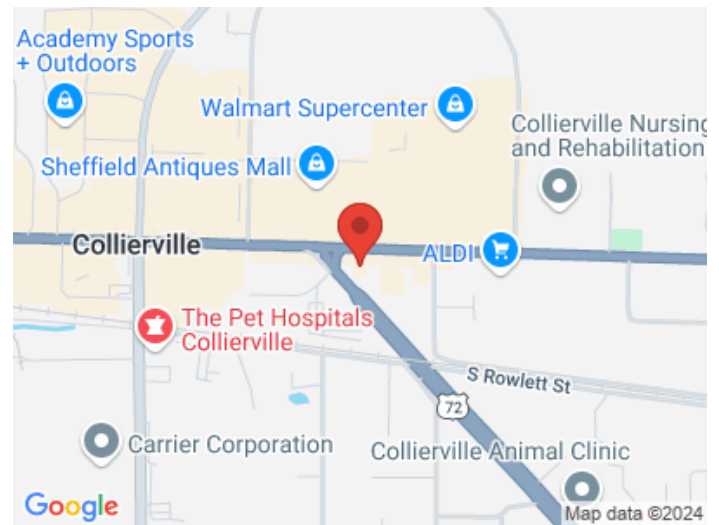 Academy Sports
+ Outdoors
Walmart Supercenter
Collierville Nursing
and Rehabilitation
Sheffield Antiques Mall
Collierville
ALDI
The Pet Hospitals
Collierville
S Rowlett St
72
Carrier Corporation
Collierville Animal Clinic
Google
Map data ©2024